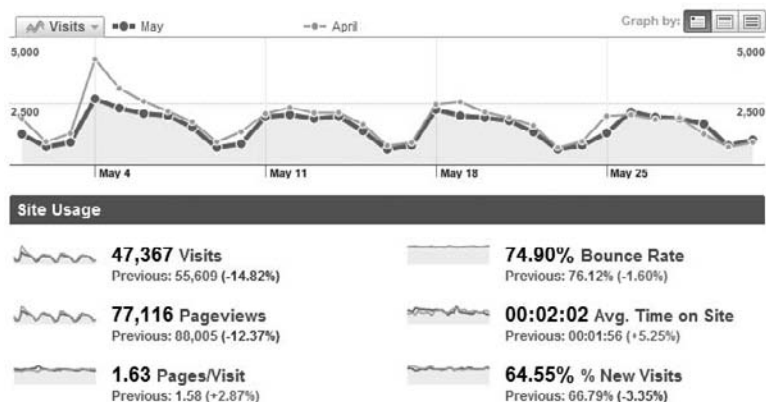 Visits May April Graph by:
5,000 5,000
2,500 2,500
May 4 May 11 May 18 May 25
Site Usage
47,367 Visits
Previous: 55,609 (-14.82%)
74.90% Bounce Rate
Previous: 76.12% (-1.60%)
77,116 Pageviews
Previous: 88,005 (-12.37%)
00:02:02 Avg. Time on Site
Previous: 00:01:56 (+5.25%)
1.63 Pages/Visit
Previous: 1.58 (+2.87%)
64.55% % New Visits
Previous: 66.79% (-3.35%)